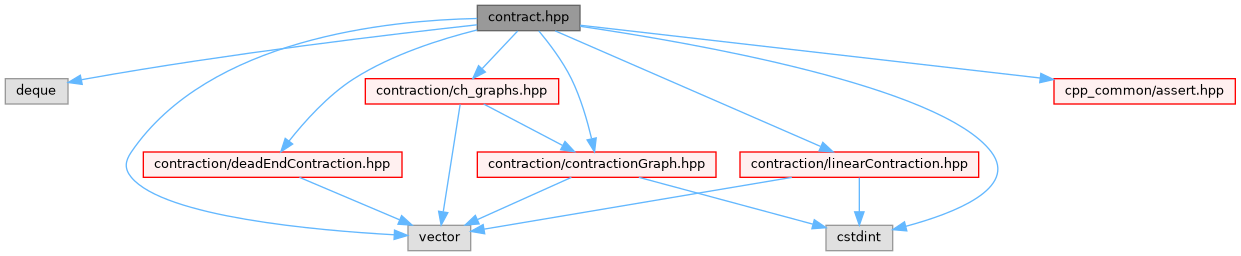 contract.hpp
deque
contraction/ch_graphs.hpp
cpp_common/assert.hpp
contraction/deadEndContraction.hpp
contraction/contractionGraph.hpp
contraction/linearContraction.hpp
vector
cstdint